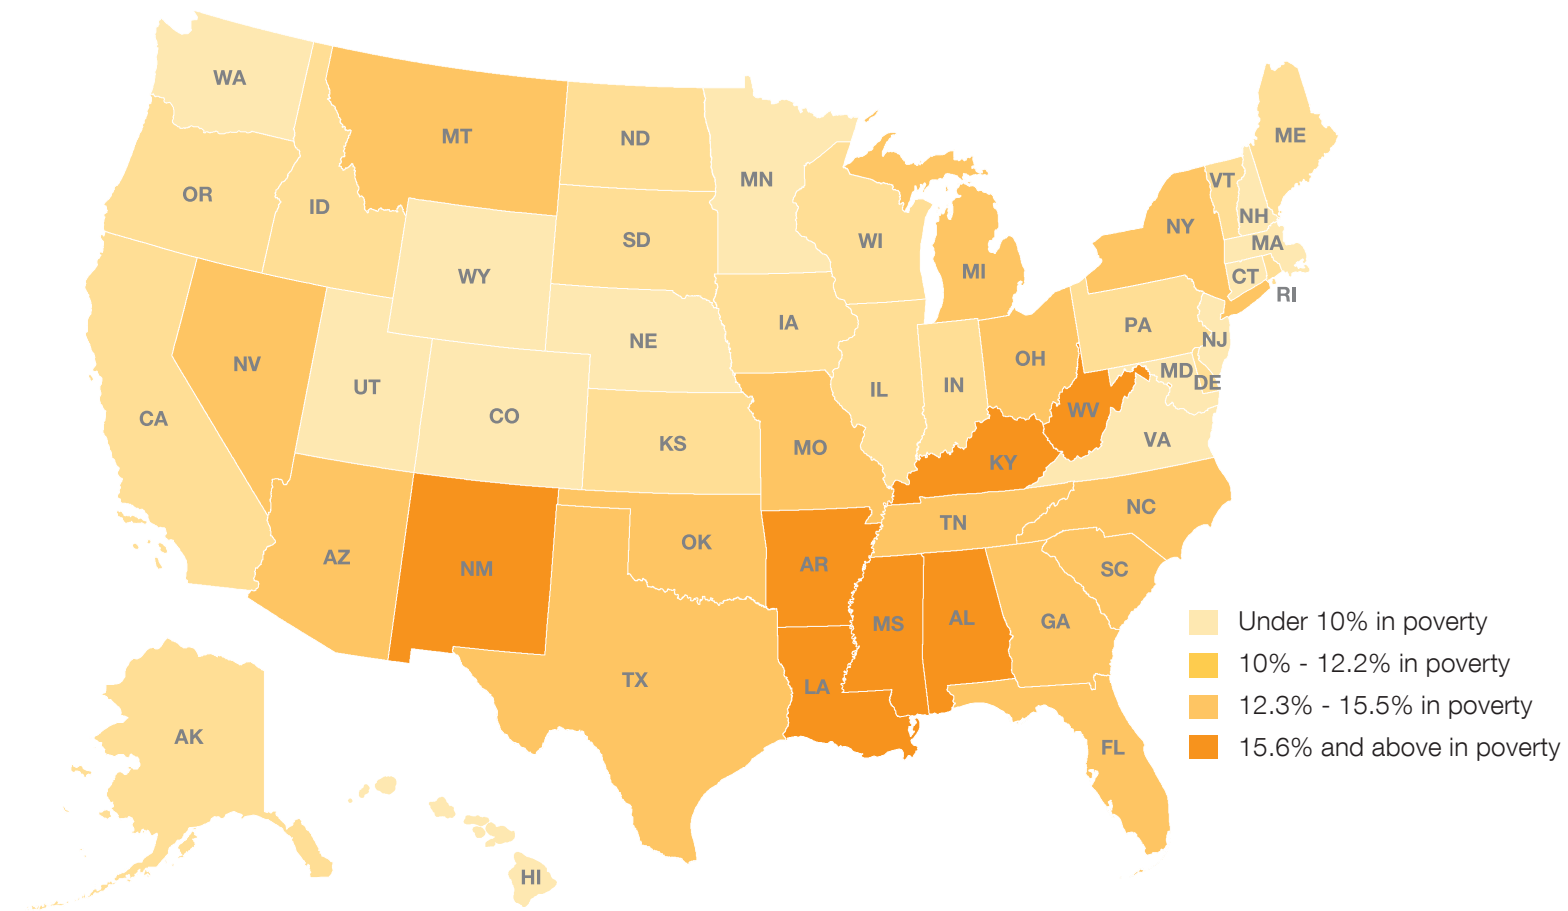 WA
MT
ND
MN
ME
OR
ID
SD
WI
VT
NH
NY
MA
WY
MI
CT
RI
IA
PA
NE
NJ
NV
OH
MD
DE
UT
IL
IN
CA
CO
WV
KS
MO
VA
KY
NC
TN
AZ
OK
NM
AR
SC
MS
AL
GA
TX
LA
AK
FL
HI
Under 10% in poverty
10% - 12.2% in poverty
12.3% - 15.5% in poverty
15.6% and above in poverty